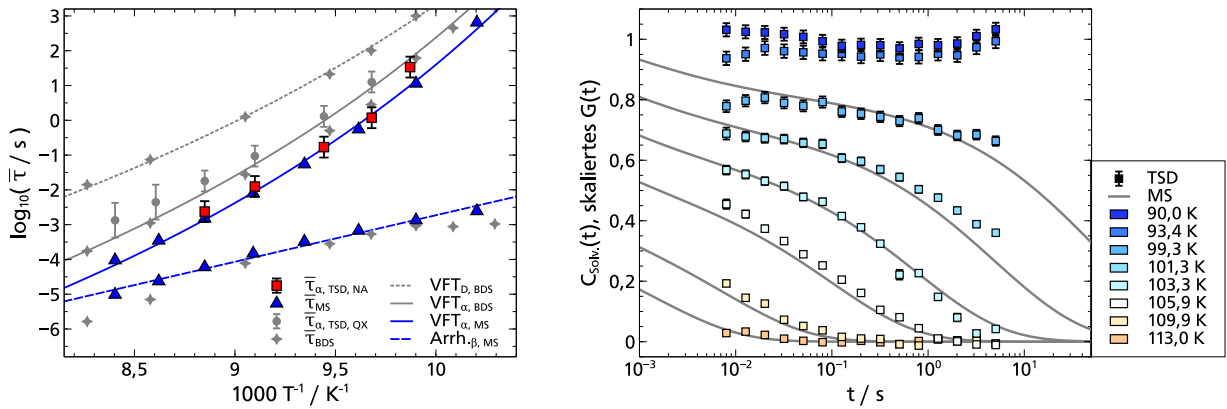 3
2
1
0
−1
−2
−3
−4
−5
−6
log₁₀(τ̅ / s)
8,5 9 9,5 10
1000 T⁻¹ / K⁻¹
τ̅α, TSD, NA
τ̅MS
τ̅α, TSD, QX
τ̅BDS
VFTD, BDS
VFTα, BDS
VFTα, MS
Arrh.β, MS
1
0,8
0,6
0,4
0,2
0
CSolv.(t), skaliertes G(t)
10⁻³ 10⁻² 10⁻¹ 10⁰ 10¹
t / s
TSD
MS
90,0 K
93,4 K
99,3 K
101,3 K
103,3 K
105,9 K
109,9 K
113,0 K